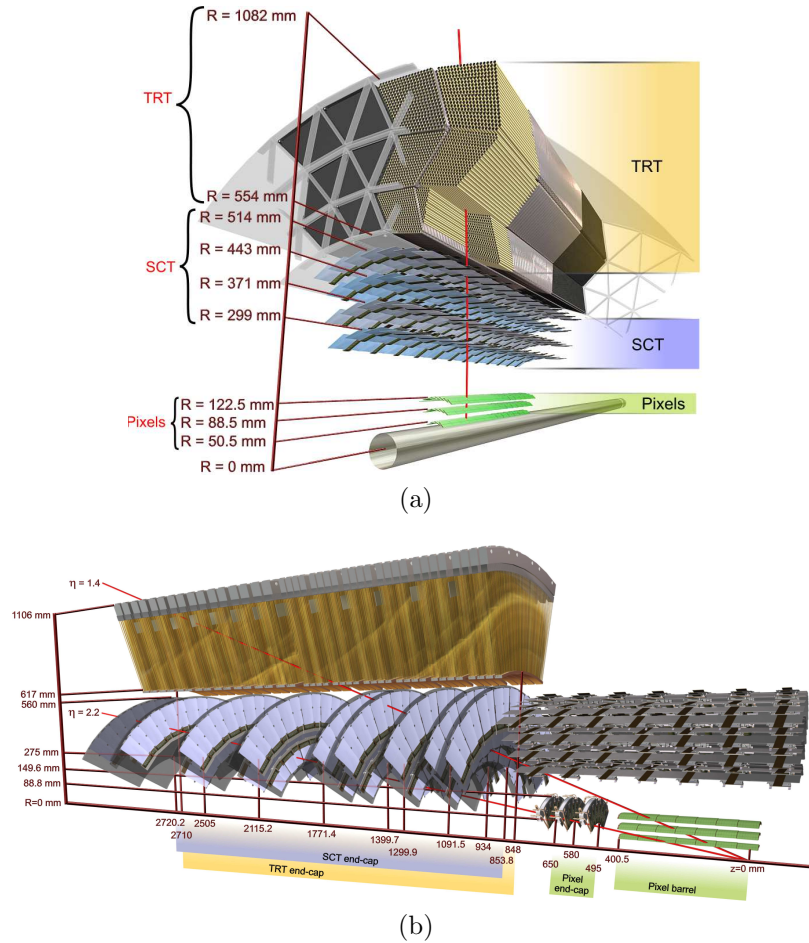 R = 1082 mm
TRT
TRT
R = 554 mm
R = 514 mm
R = 443 mm
SCT
R = 371 mm
R = 299 mm
SCT
R = 122.5 mm
Pixels
Pixels
R = 88.5 mm
R = 50.5 mm
R = 0 mm
(a)
η = 1.4
1106 mm
617 mm
560 mm
η = 2.2
275 mm
149.6 mm
88.8 mm
R=0 mm
2720.2
2710
2505
2115.2
1771.4
1399.7
1299.9
1091.5
934
853.8
848
650
580
495
400.5
z=0 mm
SCT end-cap
TRT end-cap
Pixel
end-cap
Pixel barrel
(b)